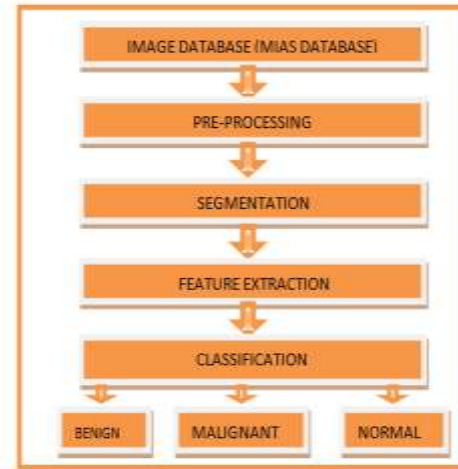 IMAGE DATABASE (MIAS DATABASE)
PRE-PROCESSING
SEGMENTATION
FEATURE EXTRACTION
CLASSIFICATION
BENIGN
MALIGNANT
NORMAL